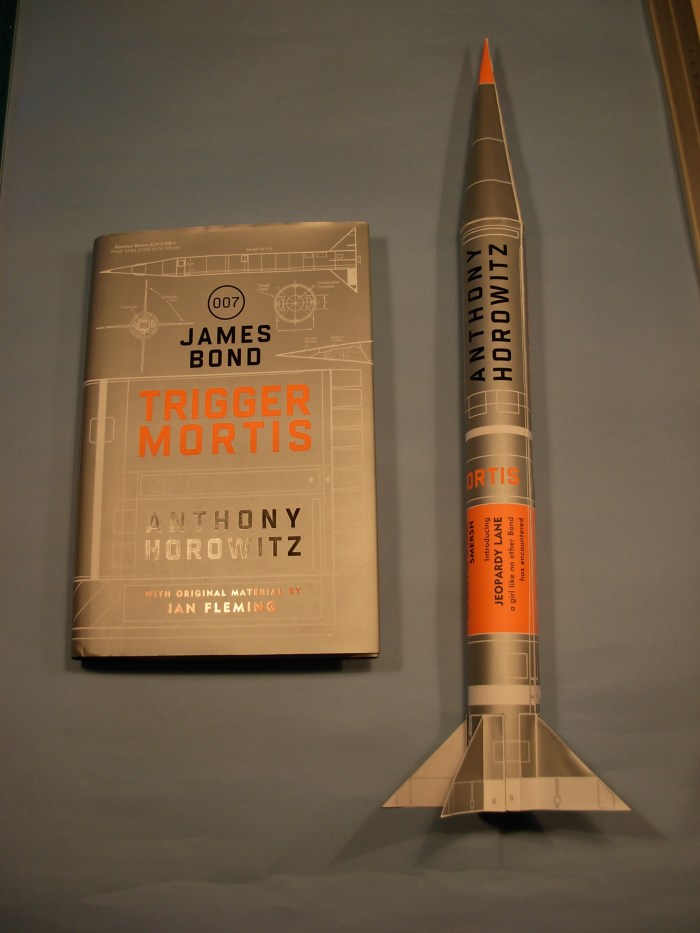 007
JAMES
BOND
TRIGGER
MORTIS
ANTHONY
HOROWITZ
WITH ORIGINAL MATERIAL BY
IAN FLEMING
ANTHONY
HOROWITZ
ORTIS
SMERSH
Introducing
JEOPARDY LANE
a girl like no other Bond
has encountered